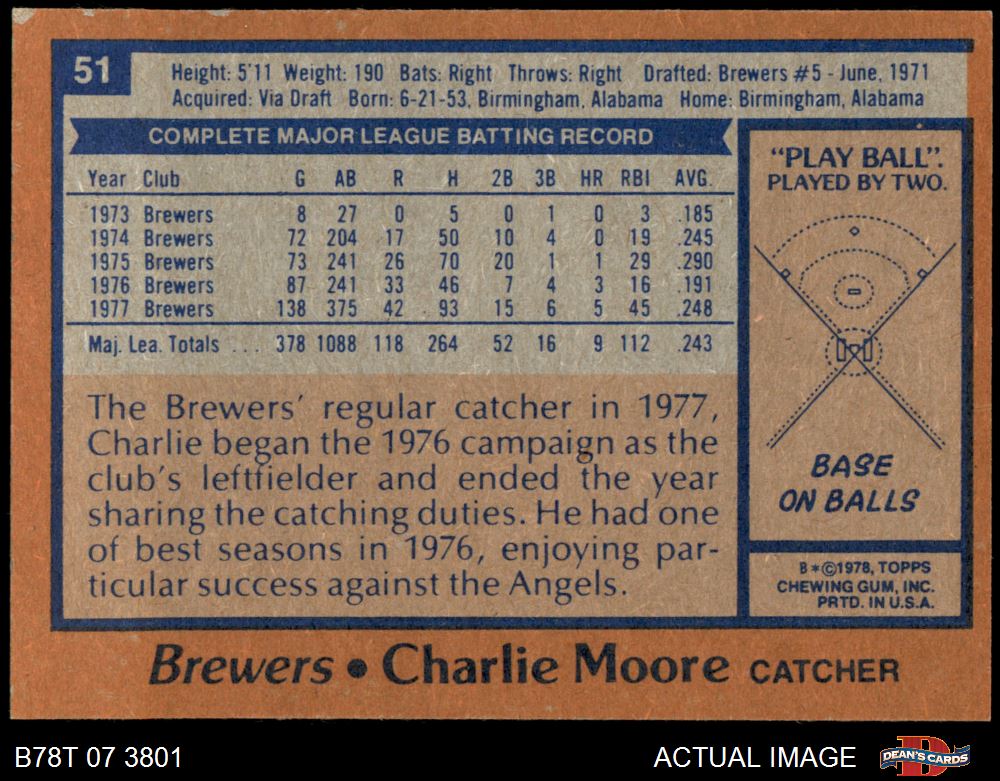 51
Height: 5'11 Weight: 190 Bats: Right Throws: Right Drafted: Brewers #5 - June, 1971
Acquired: Via Draft Born: 6-21-53, Birmingham, Alabama Home: Birmingham, Alabama
COMPLETE MAJOR LEAGUE BATTING RECORD
Year Club G AB R H 2B 3B HR RBI AVG.
1973 Brewers 8 27 0 5 0 1 0 3 .185
1974 Brewers 72 204 17 50 10 4 0 19 .245
1975 Brewers 73 241 26 70 20 1 1 29 .290
1976 Brewers 87 241 33 46 7 4 3 16 .191
1977 Brewers 138 375 42 93 15 6 5 45 .248
Maj. Lea. Totals ... 378 1088 118 264 52 16 9 112 .243
The Brewers' regular catcher in 1977,
Charlie began the 1976 campaign as the
club's leftfielder and ended the year
sharing the catching duties. He had one
of best seasons in 1976, enjoying par-
ticular success against the Angels.
"PLAY BALL".
PLAYED BY TWO.
BASE
ON BALLS
B*©1978, TOPPS
CHEWING GUM, INC.
PRTD. IN U.S.A.
Brewers • Charlie Moore CATCHER
B78T 07 3801 ACTUAL IMAGE DEAN'S CARDS